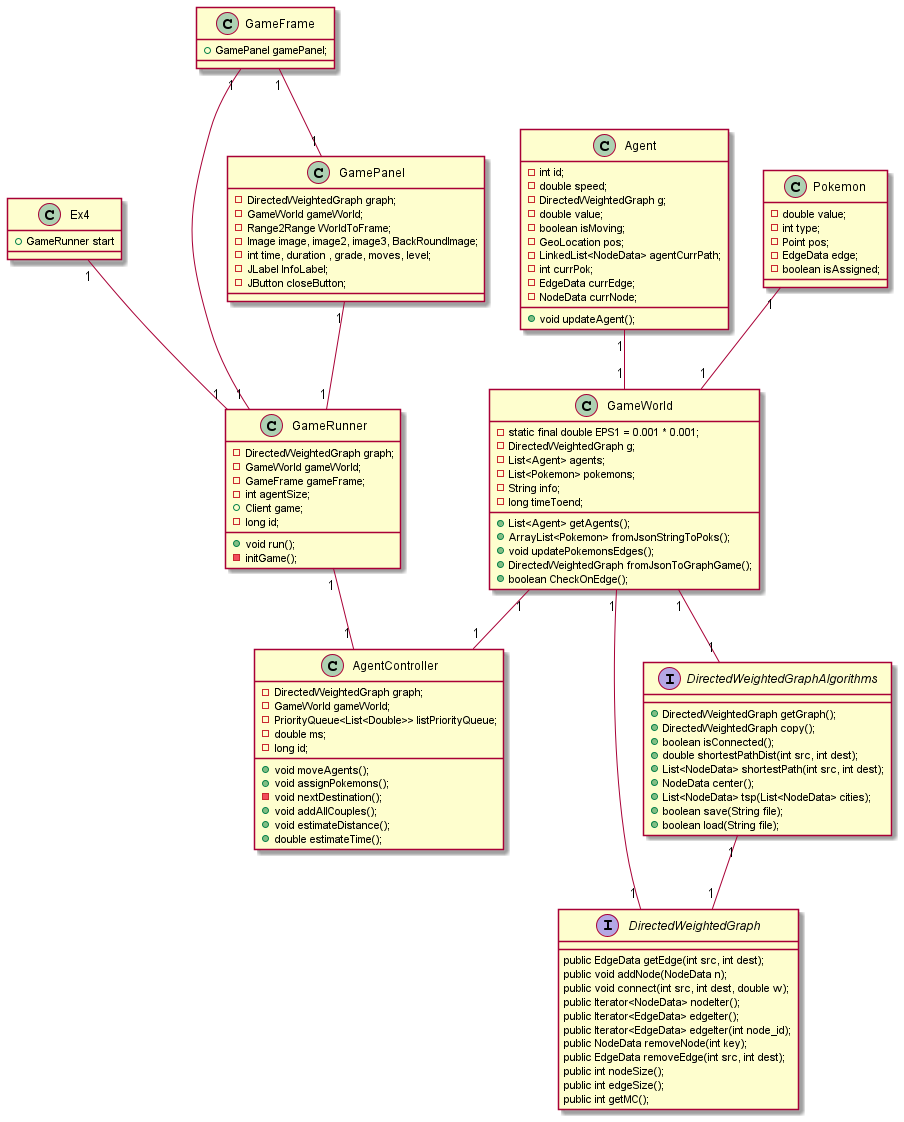 C GameFrame
GamePanel gamePanel;
1
1
1
C GamePanel
DirectedWeightedGraph graph;
GameWorld gameWorld;
Range2Range WorldToFrame;
Image image, image2, image3, BackRoundImage;
int time, duration , grade, moves, level;
JLabel InfoLabel;
JButton closeButton;
C Agent
int id;
double speed;
DirectedWeightedGraph g;
double value;
boolean isMoving;
GeoLocation pos;
LinkedList<NodeData> agentCurrPath;
int currPok;
EdgeData currEdge;
NodeData currNode;
void updateAgent();
C Pokemon
double value;
int type;
Point pos;
EdgeData edge;
boolean isAssigned;
C Ex4
GameRunner start
1
1
1
1
1
1
1
1
1
C GameRunner
DirectedWeightedGraph graph;
GameWorld gameWorld;
GameFrame gameFrame;
int agentSize;
Client game;
long id;
void run();
initGame();
C GameWorld
static final double EPS1 = 0.001 * 0.001;
DirectedWeightedGraph g;
List<Agent> agents;
List<Pokemon> pokemons;
String info;
long timeToend;
List<Agent> getAgents();
ArrayList<Pokemon> fromJsonStringToPoks();
void updatePokemonsEdges();
DirectedWeightedGraph fromJsonToGraphGame();
boolean CheckOnEdge();
1
1
1
1
1
1
1
C AgentController
DirectedWeightedGraph graph;
GameWorld gameWorld;
PriorityQueue<List<Double>> listPriorityQueue;
double ms;
long id;
void moveAgents();
void assignPokemons();
void nextDestination();
void addAllCouples();
void estimateDistance();
double estimateTime();
I DirectedWeightedGraphAlgorithms
DirectedWeightedGraph getGraph();
DirectedWeightedGraph copy();
boolean isConnected();
double shortestPathDist(int src, int dest);
List<NodeData> shortestPath(int src, int dest);
NodeData center();
List<NodeData> tsp(List<NodeData> cities);
boolean save(String file);
boolean load(String file);
1
1
1
I DirectedWeightedGraph
public EdgeData getEdge(int src, int dest);
public void addNode(NodeData n);
public void connect(int src, int dest, double w);
public Iterator<NodeData> nodeIter();
public Iterator<EdgeData> edgeIter();
public Iterator<EdgeData> edgeIter(int node_id);
public NodeData removeNode(int key);
public EdgeData removeEdge(int src, int dest);
public int nodeSize();
public int edgeSize();
public int getMC();